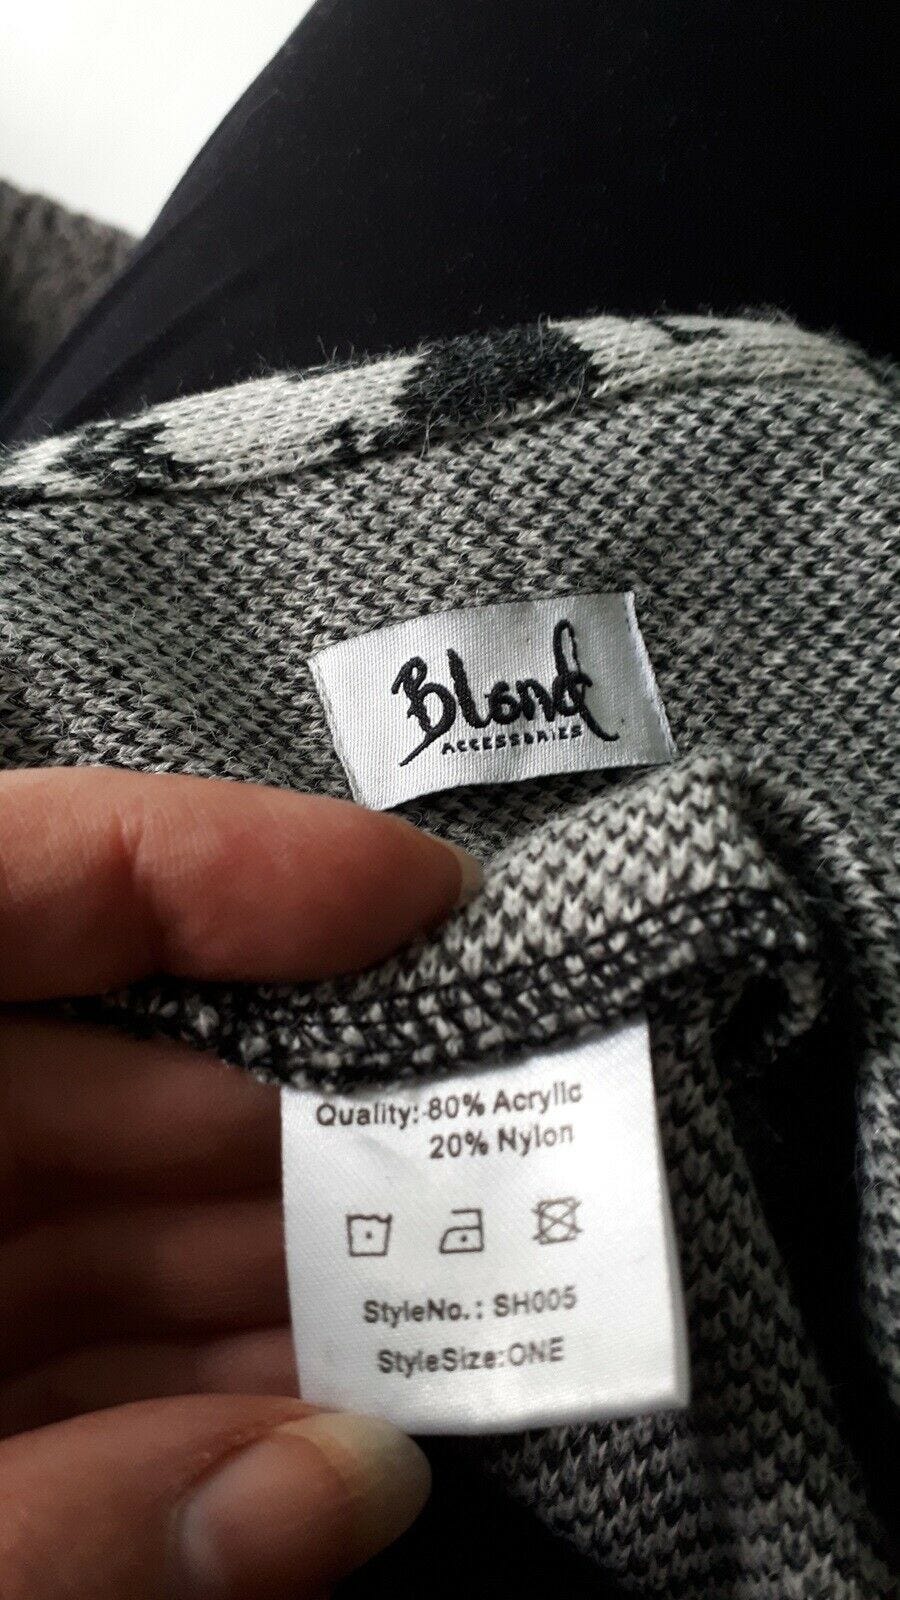 Blond
ACCESSORIES
Quality: 80% Acrylic
20% Nylon
StyleNo.: SH005
StyleSize:ONE